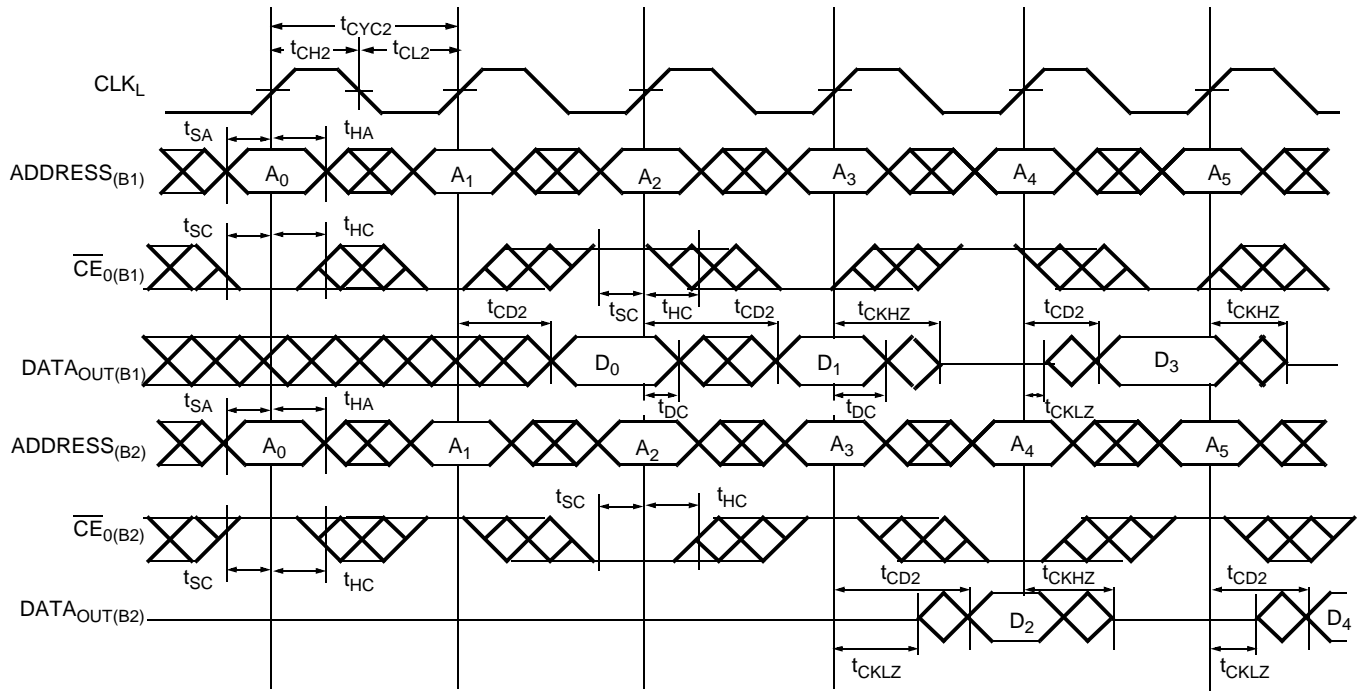 tCYC2
tCH2 tCL2
CLKL
tSA tHA
ADDRESS(B1) A0 A1 A2 A3 A4 A5
tSC tHC
CE0(B1)
tSC tHC
tCD2 tCD2 tCKHZ tCD2 tCKHZ
DATAOUT(B1) D0 D1 D3
tDC tDC tCKLZ
tSA tHA
ADDRESS(B2) A0 A1 A2 A3 A4 A5
tSC tHC
CE0(B2)
tSC tHC
tCD2 tCKHZ tCD2
DATAOUT(B2) D2 D4
tCKLZ tCKLZ